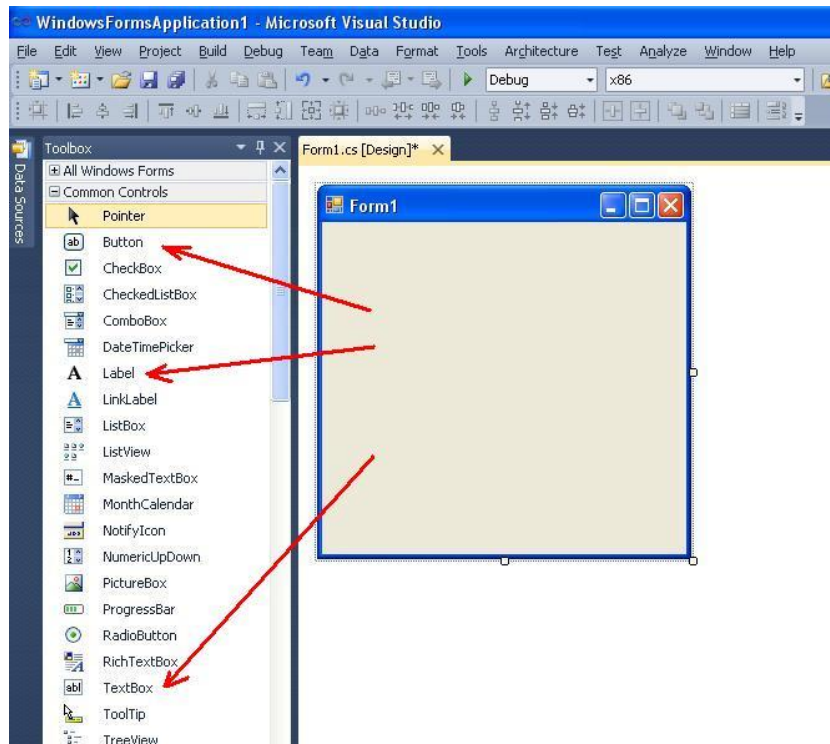 WindowsFormsApplication1 - Microsoft Visual Studio
File Edit View Project Build Debug Team Data Format Tools Architecture Test Analyze Window Help
Debug x86
Data Sources
Toolbox
Form1.cs [Design]*
All Windows Forms
Common Controls
Pointer
Button
CheckBox
CheckedListBox
ComboBox
DateTimePicker
Label
LinkLabel
ListBox
ListView
MaskedTextBox
MonthCalendar
NotifyIcon
NumericUpDown
PictureBox
ProgressBar
RadioButton
RichTextBox
TextBox
ToolTip
TreeView
Form1